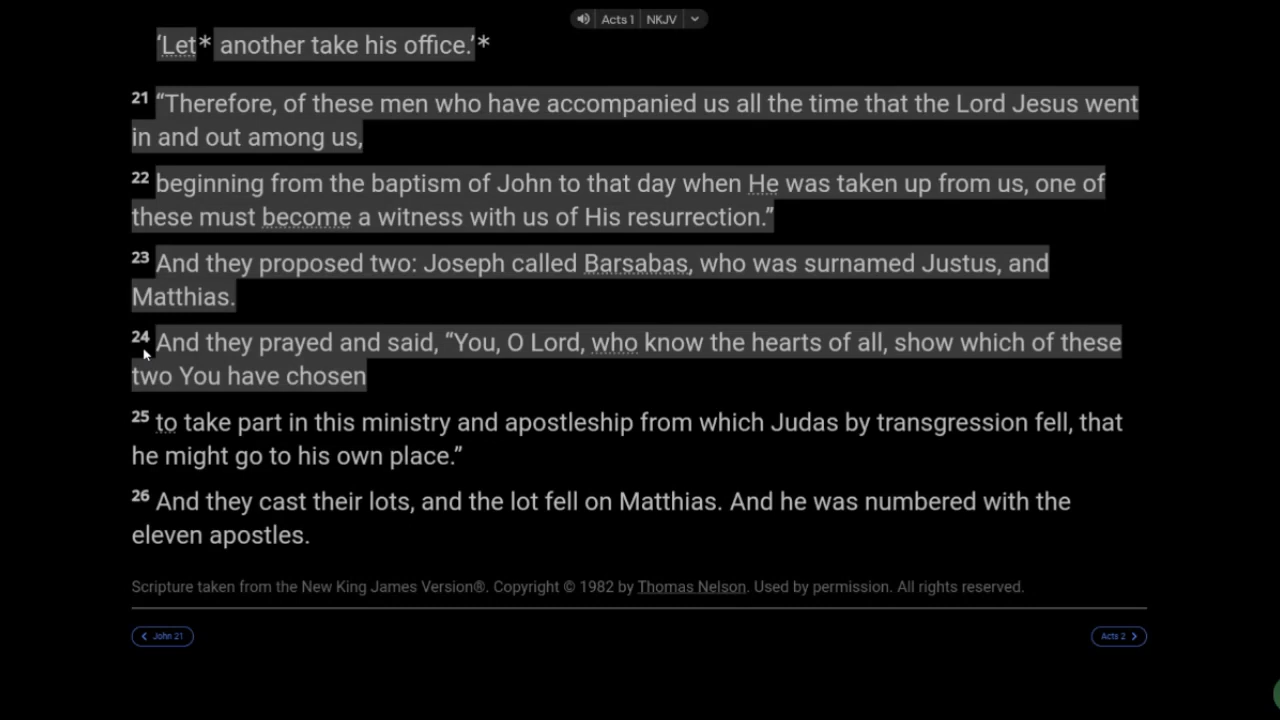 Acts 1 NKJV
‘Let* another take his office.’*
21 “Therefore, of these men who have accompanied us all the time that the Lord Jesus went
in and out among us,
22 beginning from the baptism of John to that day when He was taken up from us, one of
these must become a witness with us of His resurrection.”
23 And they proposed two: Joseph called Barsabas, who was surnamed Justus, and
Matthias.
24 And they prayed and said, “You, O Lord, who know the hearts of all, show which of these
two You have chosen
25 to take part in this ministry and apostleship from which Judas by transgression fell, that
he might go to his own place.”
26 And they cast their lots, and the lot fell on Matthias. And he was numbered with the
eleven apostles.
Scripture taken from the New King James Version®. Copyright © 1982 by Thomas Nelson. Used by permission. All rights reserved.
John 21
Acts 2